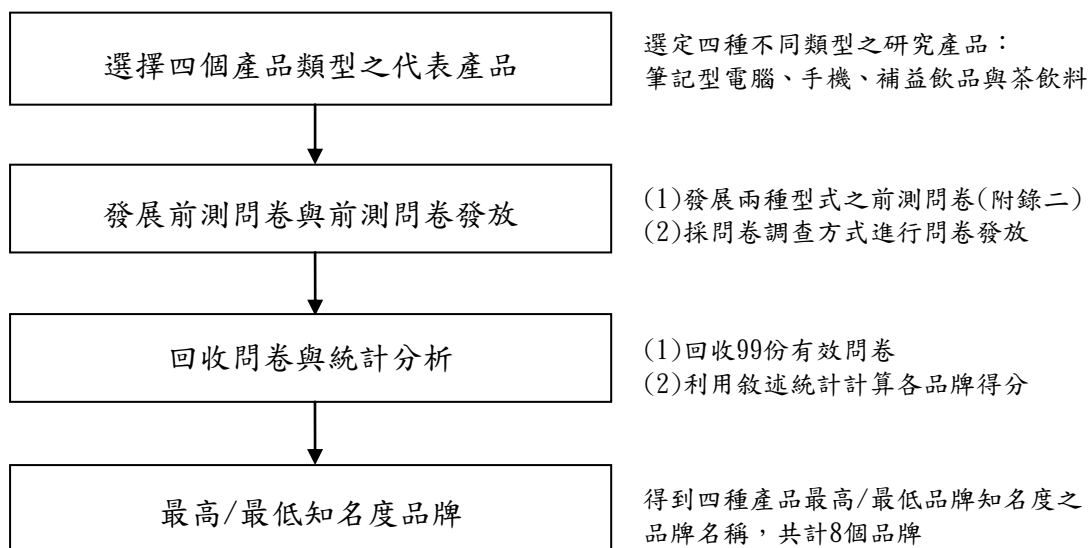 選擇四個產品類型之代表產品
選定四種不同類型之研究產品：
筆記型電腦、手機、補益飲品與茶飲料
發展前測問卷與前測問卷發放
(1)發展兩種型式之前測問卷(附錄二)
(2)採問卷調查方式進行問卷發放
回收問卷與統計分析
(1)回收99份有效問卷
(2)利用敘述統計計算各品牌得分
最高/最低知名度品牌
得到四種產品最高/最低品牌知名度之
品牌名稱，共計8個品牌